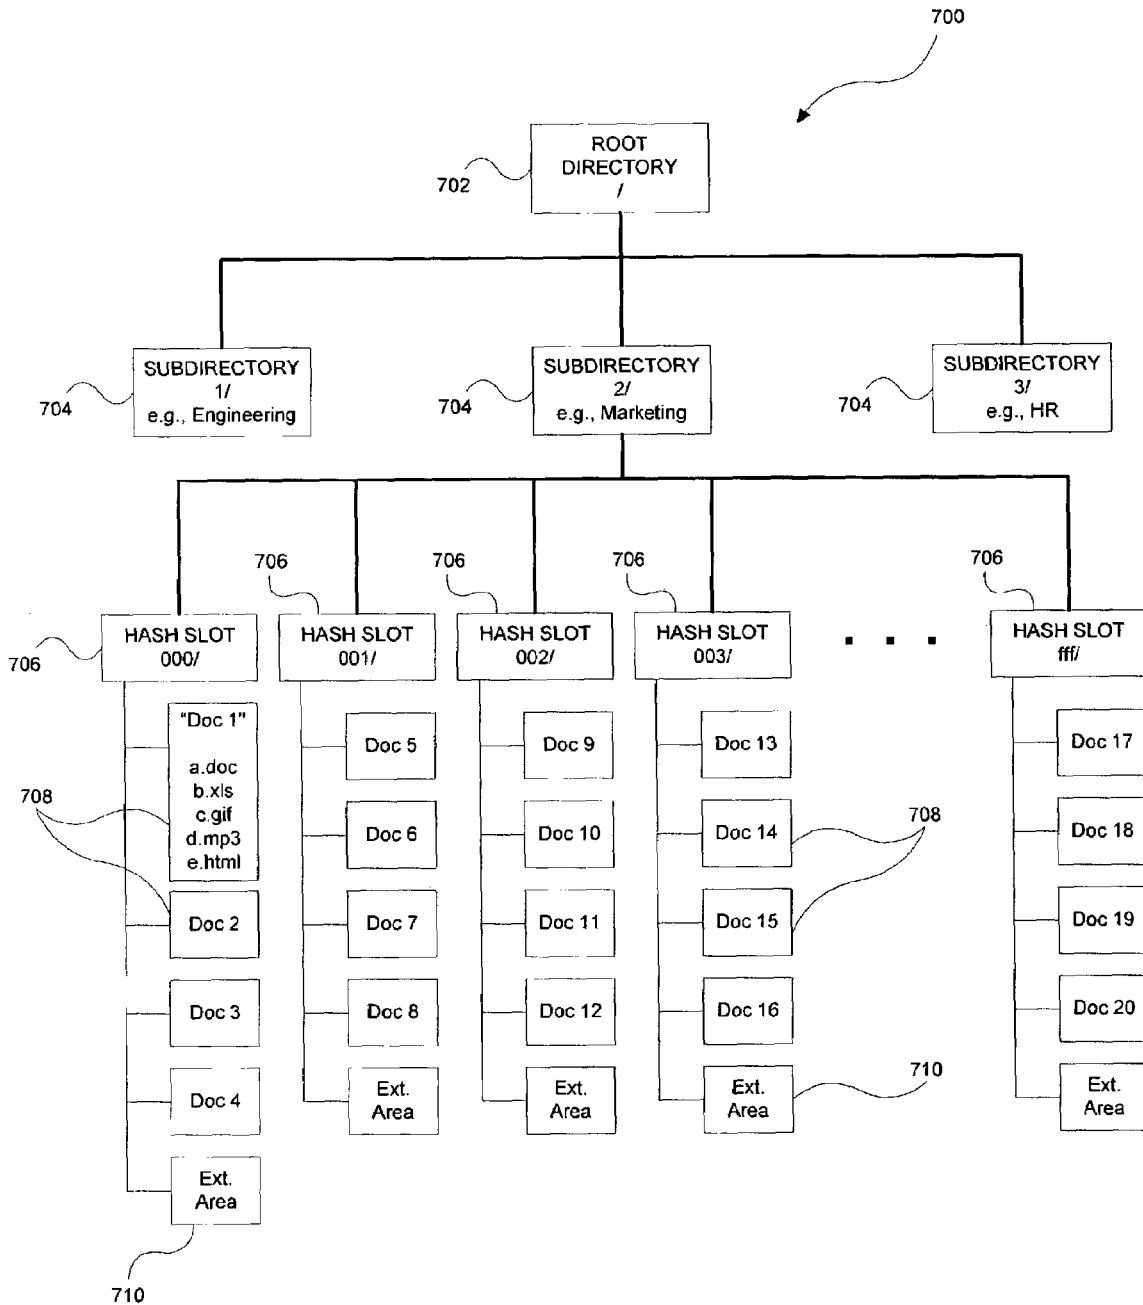 700
ROOT
DIRECTORY
/
702
SUBDIRECTORY
1/
e.g., Engineering
704
SUBDIRECTORY
2/
e.g., Marketing
704
SUBDIRECTORY
3/
e.g., HR
704
706
706
706
706
HASH SLOT
000/
706
HASH SLOT
001/
HASH SLOT
002/
HASH SLOT
003/
. . .
HASH SLOT
fff/
"Doc 1"
a.doc
b.xls
c.gif
d.mp3
e.html
708
Doc 2
Doc 3
Doc 4
Ext.
Area
710
Doc 5
Doc 6
Doc 7
Doc 8
Ext.
Area
Doc 9
Doc 10
Doc 11
Doc 12
Ext.
Area
Doc 13
Doc 14
Doc 15
Doc 16
Ext.
Area
708
710
Doc 17
Doc 18
Doc 19
Doc 20
Ext.
Area